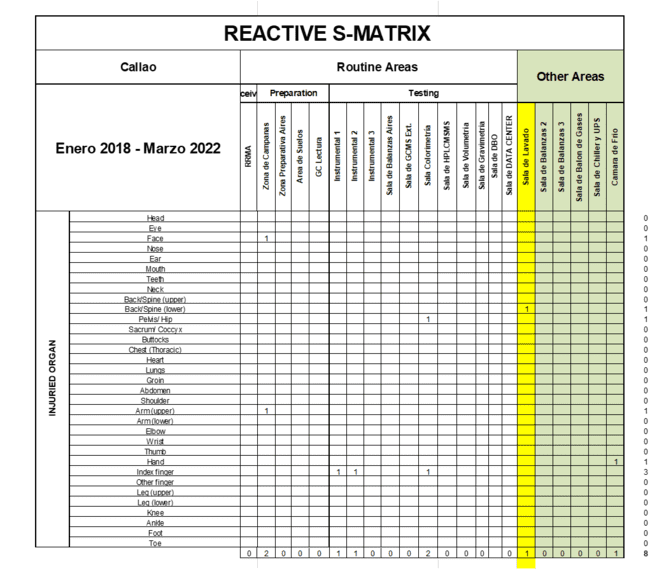 REACTIVE S-MATRIX
Callao
Routine Areas
Other Areas
ceiv
Preparation
Testing
Enero 2018 - Marzo 2022
RRMA
Zona de Campanas
Zona Preparativa Aires
Area de Suelos
GC Lectura
Instrumental 1
Instrumental 2
Instrumental 3
Sala de Balanzas Aires
Sala de GCMS Ext.
Sala Colorimetria
Sala de HPLCMSMS
Sala de Volumetria
Sala de Gravimetria
Sala de DBO
Sala de DATA CENTER
Sala de Lavado
Sala de Balanzas 2
Sala de Balanzas 3
Sala de Balon de Gases
Sala de Chiller y UPS
Camara de Frio
INJURIED ORGAN
Head 0
Eye 0
Face 1 1
Nose 0
Ear 0
Mouth 0
Teeth 0
Neck 0
Back/Spine (upper) 0
Back/Spine (lower) 1 1
Pelvis/ Hip 1 1
Sacrum/ Coccyx 0
Buttocks 0
Chest (Thoracic) 0
Heart 0
Lungs 0
Groin 0
Abdomen 0
Shoulder 0
Arm (upper) 1 1
Arm (lower) 0
Elbow 0
Wrist 0
Thumb 0
Hand 1 1
Index finger 1 1 1 3
Other finger 0
Leg (upper) 0
Leg (lower) 0
Knee 0
Ankle 0
Foot 0
Toe 0
0 2 0 0 0 1 1 0 0 0 2 0 0 0 0 1 0 0 0 0 1 8